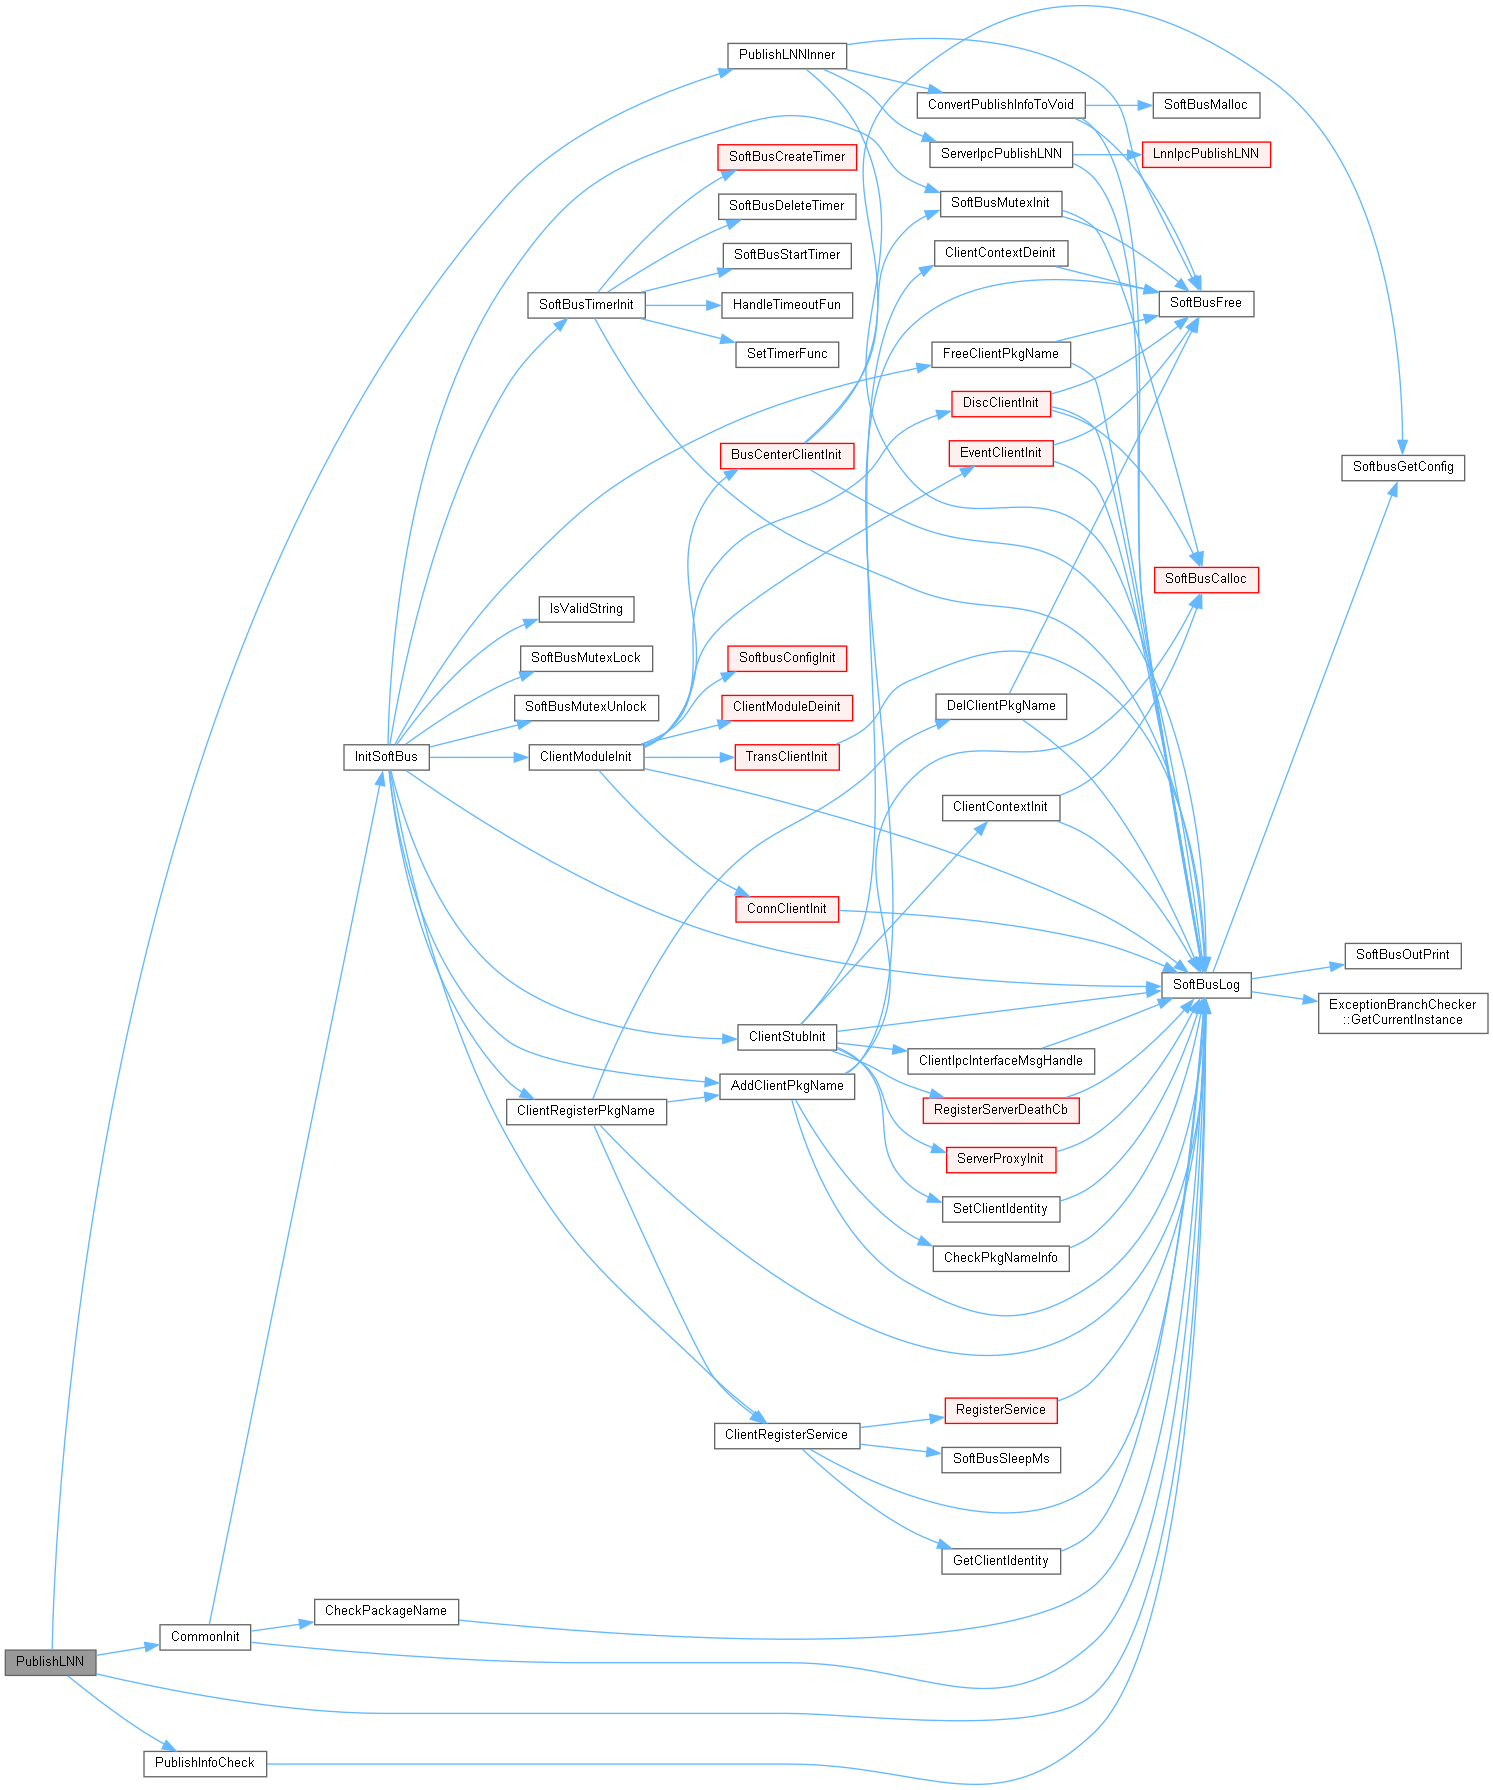 PublishLNNInner
ConvertPublishInfoToVoid
SoftBusMalloc
SoftBusCreateTimer
ServerIpcPublishLNN
LnnIpcPublishLNN
SoftBusDeleteTimer
SoftBusMutexInit
SoftBusStartTimer
ClientContextDeinit
SoftBusTimerInit
HandleTimeoutFun
SoftBusFree
SetTimerFunc
FreeClientPkgName
DiscClientInit
BusCenterClientInit
EventClientInit
SoftbusGetConfig
SoftBusCalloc
IsValidString
SoftBusMutexLock
SoftbusConfigInit
SoftBusMutexUnlock
ClientModuleDeinit
DelClientPkgName
InitSoftBus
ClientModuleInit
TransClientInit
ClientContextInit
ConnClientInit
SoftBusOutPrint
SoftBusLog
ExceptionBranchChecker
::GetCurrentInstance
ClientStubInit
ClientIpcInterfaceMsgHandle
AddClientPkgName
ClientRegisterPkgName
RegisterServerDeathCb
ServerProxyInit
SetClientIdentity
CheckPkgNameInfo
RegisterService
ClientRegisterService
SoftBusSleepMs
GetClientIdentity
CheckPackageName
CommonInit
PublishLNN
PublishInfoCheck